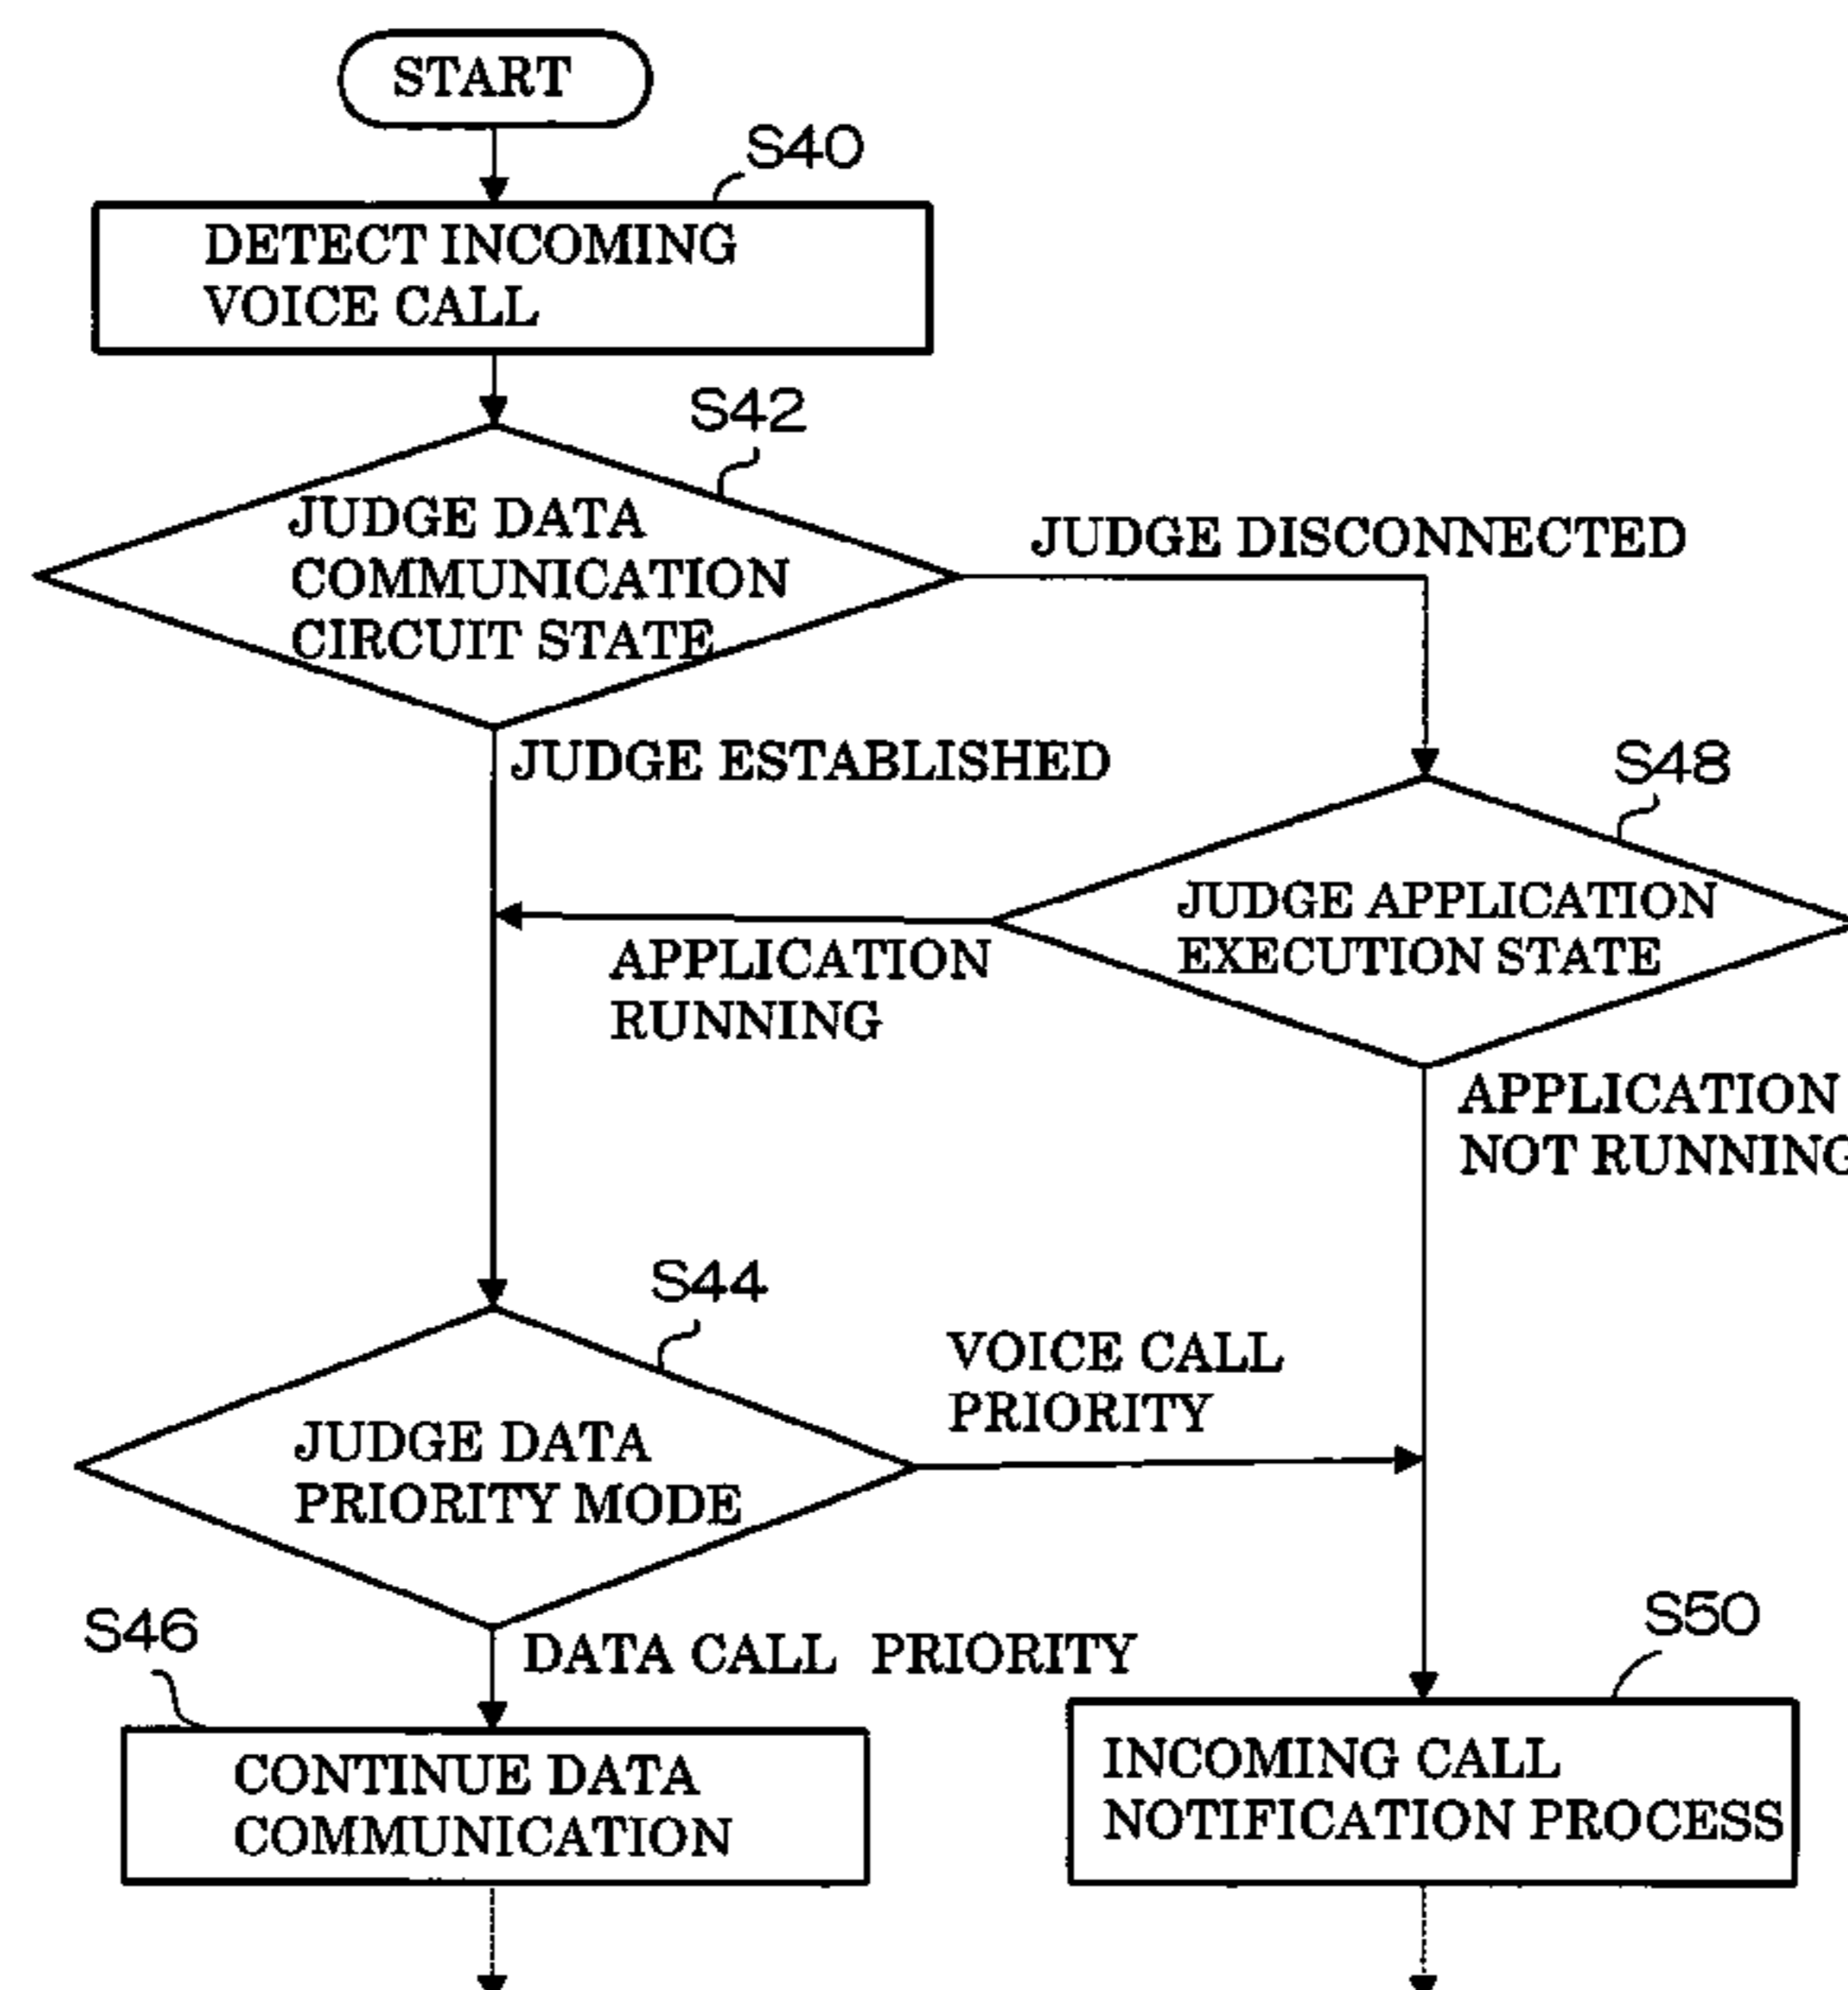 START
S40
DETECT INCOMING
VOICE CALL
S42
JUDGE DATA
COMMUNICATION
CIRCUIT STATE
JUDGE DISCONNECTED
JUDGE ESTABLISHED
S48
JUDGE APPLICATION
EXECUTION STATE
APPLICATION
RUNNING
APPLICATION
NOT RUNNING
S44
JUDGE DATA
PRIORITY MODE
VOICE CALL
PRIORITY
S46
DATA CALL PRIORITY
S50
CONTINUE DATA
COMMUNICATION
INCOMING CALL
NOTIFICATION PROCESS